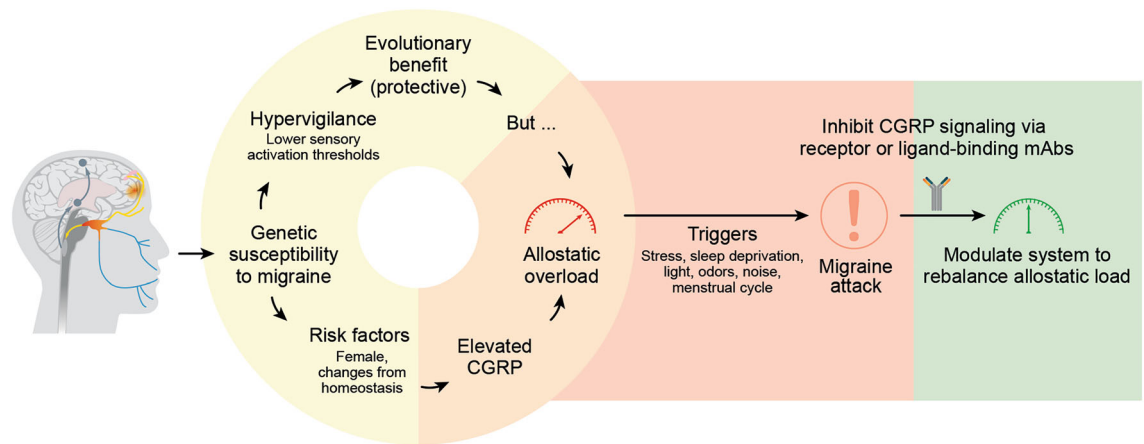 Evolutionary
benefit
(protective)
Hypervigilance
Lower sensory
activation thresholds
But ...
Genetic
susceptibility
to migraine
Risk factors
Female,
changes from
homeostasis
Elevated
CGRP
Allostatic
overload
Triggers
Stress, sleep deprivation,
light, odors, noise,
menstrual cycle
!
Migraine
attack
Inhibit CGRP signaling via
receptor or ligand-binding mAbs
Modulate system to
rebalance allostatic load